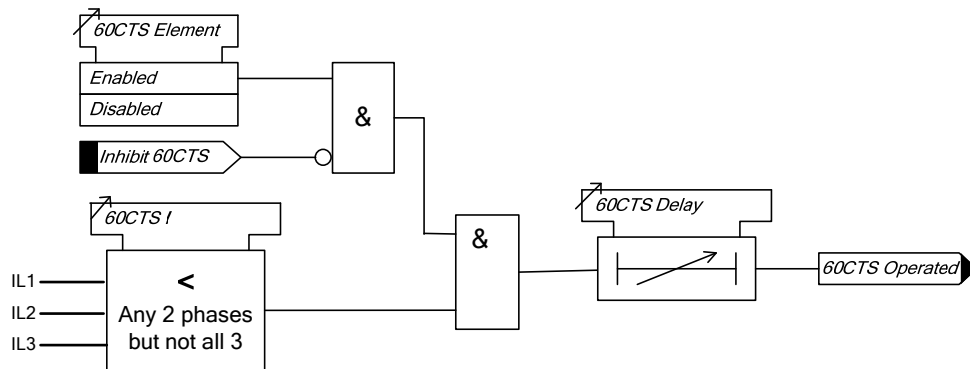 60CTS Element
Enabled
Disabled
&
Inhibit 60CTS
60CTS I
60CTS Delay
&
IL1
<
IL2
Any 2 phases
IL3
but not all 3
60CTS Operated